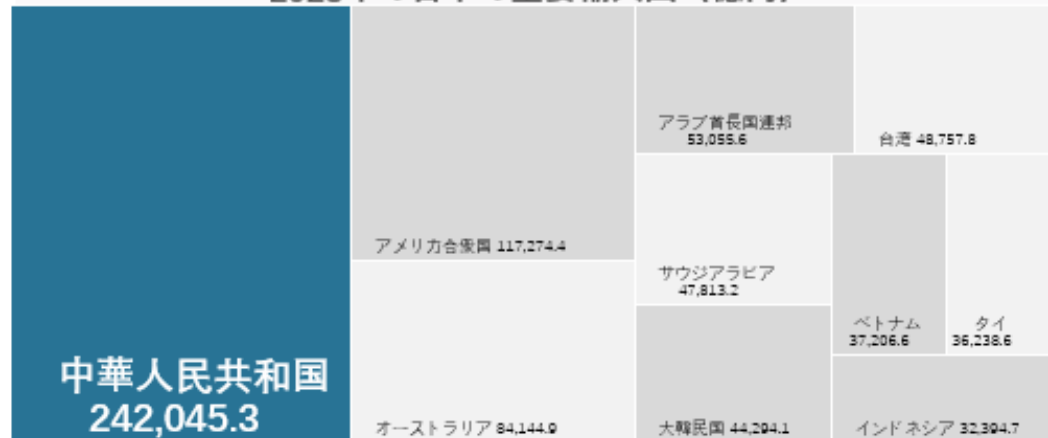 中華人民共和国
242,045.3
アメリカ合衆国 117,274.4
オーストラリア 84,144.9
アラブ首長国連邦
53,055.6
台湾 48,757.8
サウジアラビア
47,813.2
大韓民国 44,294.1
ベトナム
37,206.6
タイ
36,238.6
インドネシア 32,394.7